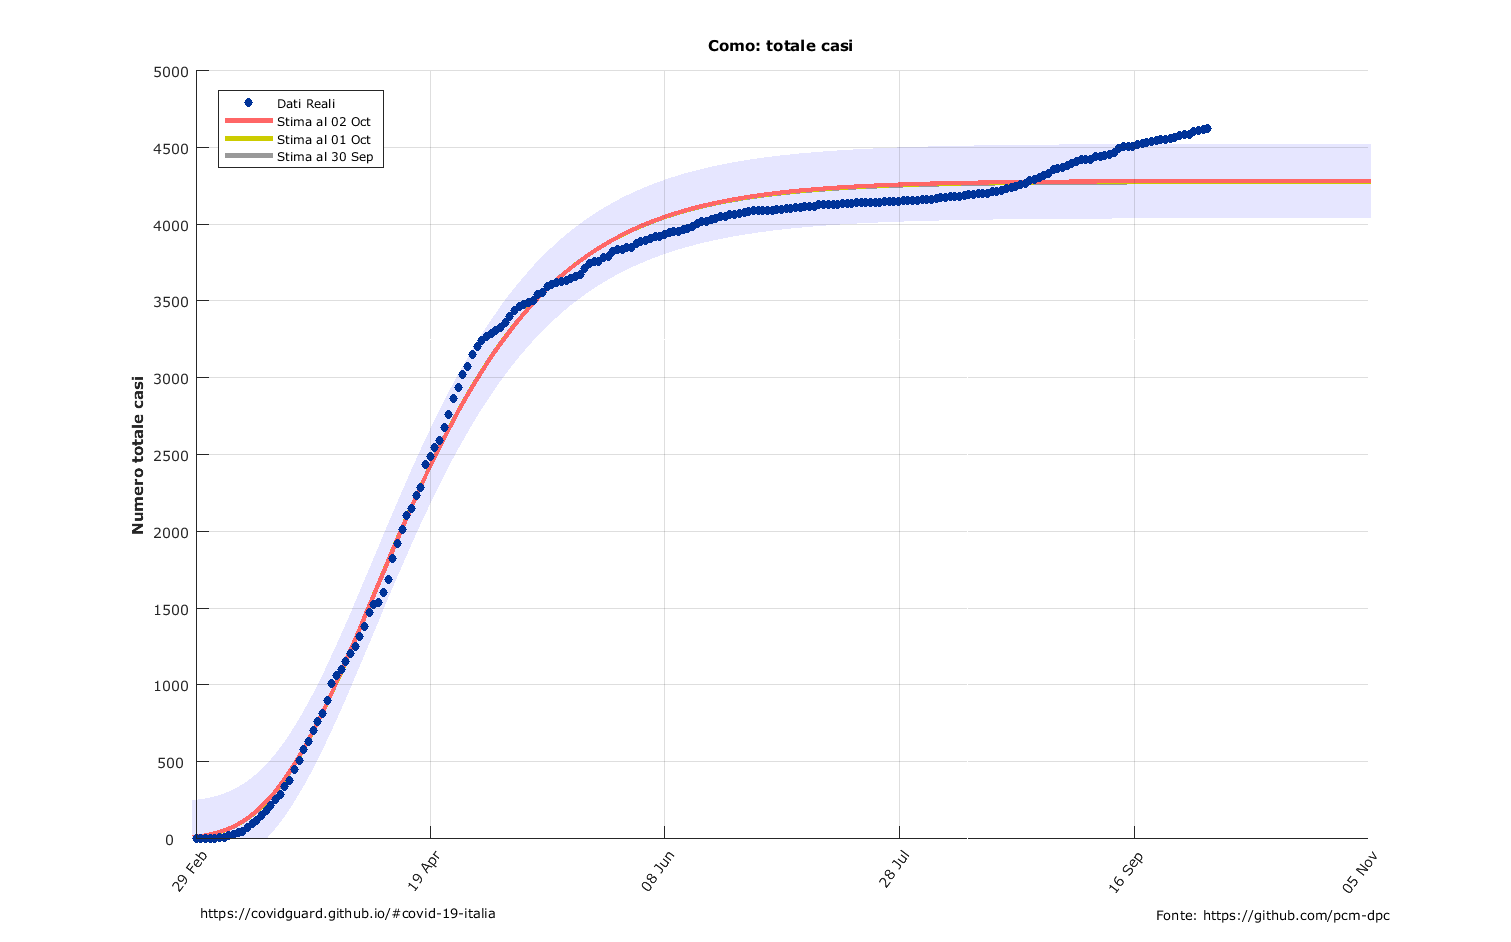 Como: totale casi
Numero totale casi
5000
4500
4000
3500
3000
2500
2000
1500
1000
500
0
Dati Reali
Stima al 02 Oct
Stima al 01 Oct
Stima al 30 Sep
29 Feb
19 Apr
08 Jun
28 Jul
16 Sep
05 Nov
https://covidguard.github.io/#covid-19-italia
Fonte: https://github.com/pcm-dpc